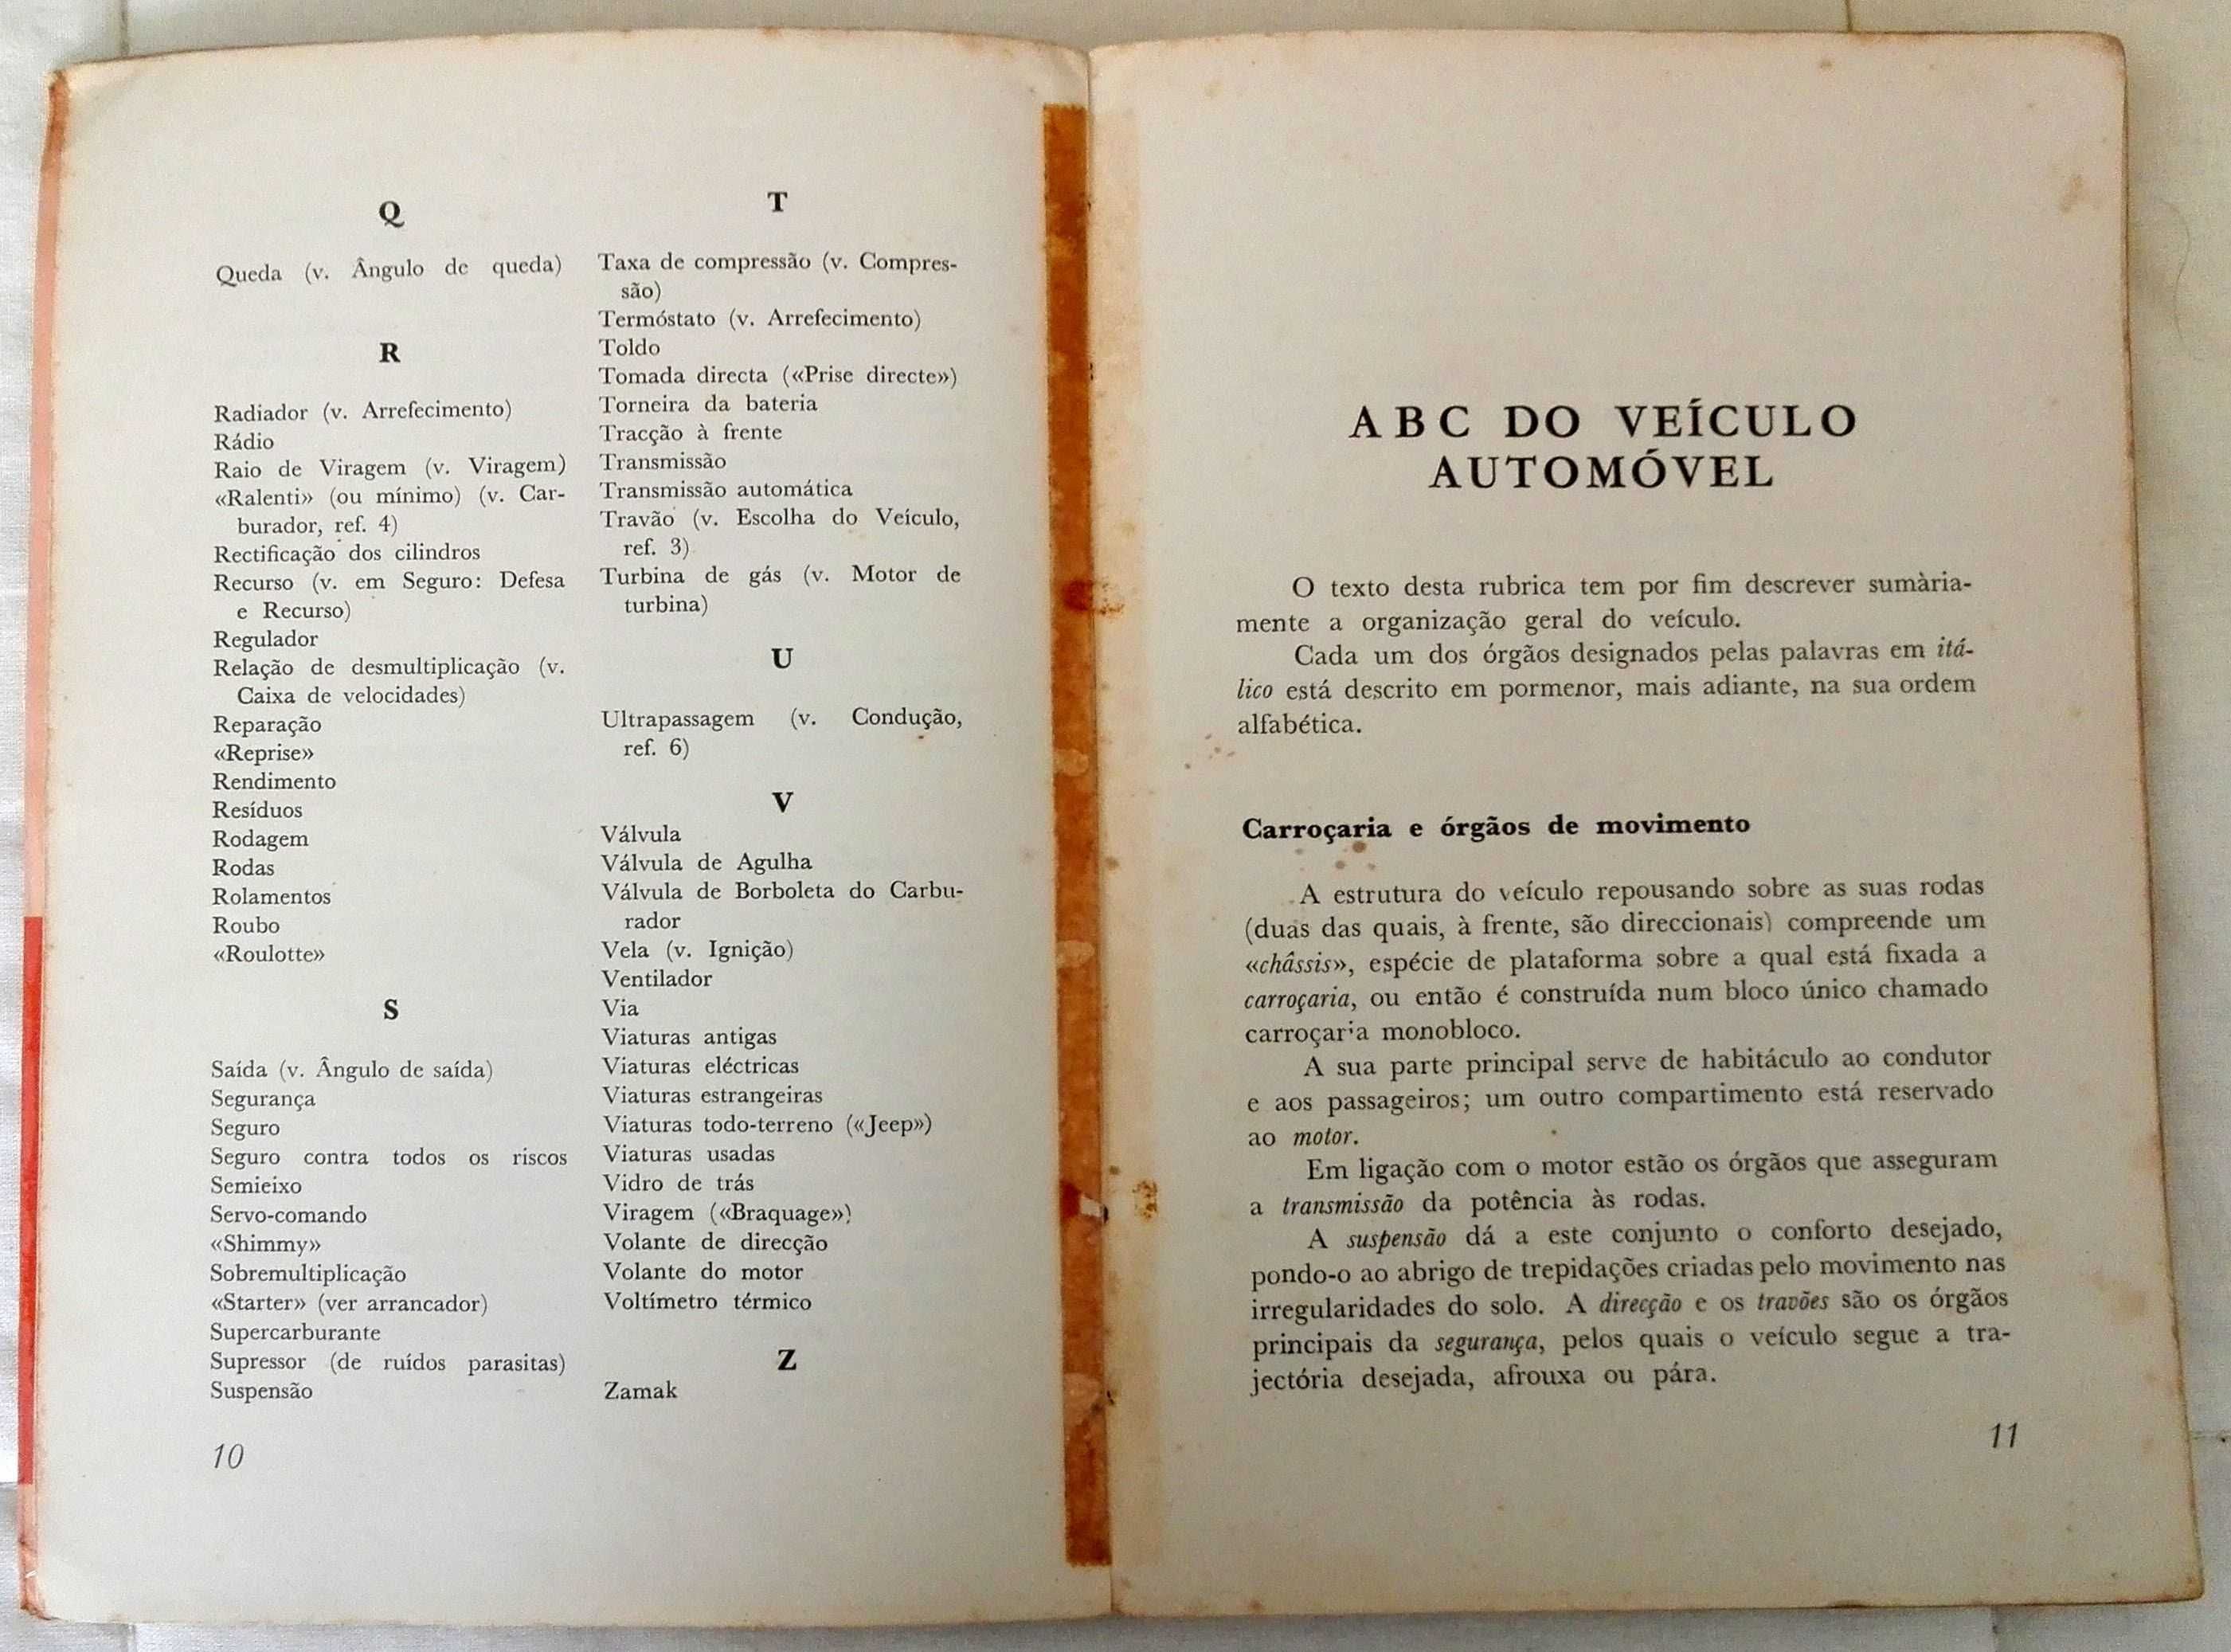 Q
Queda (v. Ângulo de queda)
R
Radiador (v. Arrefecimento)
Rádio
Raio de Viragem (v. Viragem)
«Ralenti» (ou mínimo) (v. Car-
burador, ref. 4)
Rectificação dos cilindros
Recurso (v. em Seguro: Defesa
e Recurso)
Regulador
Relação de desmultiplicação (v.
Caixa de velocidades)
Reparação
«Reprise»
Rendimento
Resíduos
Rodagem
Rodas
Rolamentos
Roubo
«Roulotte»
S
Saída (v. Ângulo de saída)
Segurança
Seguro
Seguro contra todos os riscos
Semieixo
Servo-comando
«Shimmy»
Sobremultiplicação
«Starter» (ver arrancador)
Supercarburante
Supressor (de ruídos parasitas)
Suspensão
10
T
Taxa de compressão (v. Compres-
são)
Termóstato (v. Arrefecimento)
Toldo
Tomada directa («Prise directe»)
Torneira da bateria
Tracção à frente
Transmissão
Transmissão automática
Travão (v. Escolha do Veículo,
ref. 3)
Turbina de gás (v. Motor de
turbina)
U
Ultrapassagem (v. Condução,
ref. 6)
V
Válvula
Válvula de Agulha
Válvula de Borboleta do Carbu-
rador
Vela (v. Ignição)
Ventilador
Via
Viaturas antigas
Viaturas eléctricas
Viaturas estrangeiras
Viaturas todo-terreno («Jeep»)
Viaturas usadas
Vidro de trás
Viragem («Braquage»)
Volante de direcção
Volante do motor
Voltímetro térmico
Z
Zamak
ABC DO VEÍCULO
AUTOMÓVEL
O texto desta rubrica tem por fim descrever sumària-
mente a organização geral do veículo.
Cada um dos órgãos designados pelas palavras em itá-
lico está descrito em pormenor, mais adiante, na sua ordem
alfabética.
Carroçaria e órgãos de movimento
A estrutura do veículo repousando sobre as suas rodas
(duas das quais, à frente, são direccionais) compreende um
«châssis», espécie de plataforma sobre a qual está fixada a
carroçaria, ou então é construída num bloco único chamado
carroçaria monobloco.
A sua parte principal serve de habitáculo ao condutor
e aos passageiros; um outro compartimento está reservado
ao motor.
Em ligação com o motor estão os órgãos que asseguram
a transmissão da potência às rodas.
A suspensão dá a este conjunto o conforto desejado,
pondo-o ao abrigo de trepidações criadas pelo movimento nas
irregularidades do solo. A direcção e os travões são os órgãos
principais da segurança, pelos quais o veículo segue a tra-
jectória desejada, afrouxa ou pára.
11